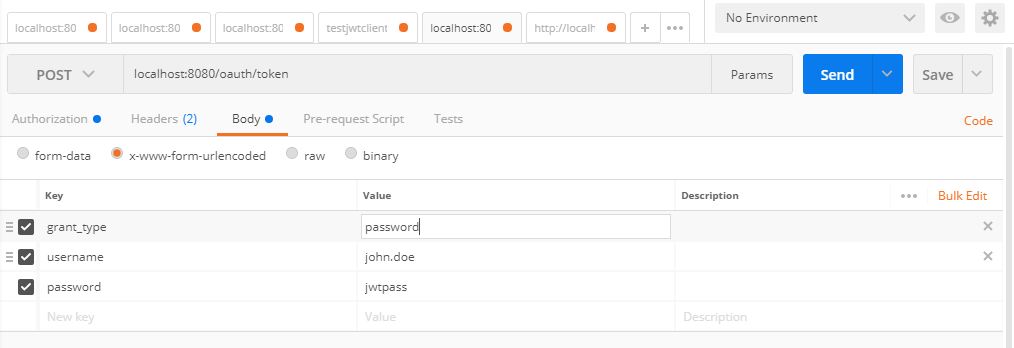 localhost:80 localhost:80 localhost:80 testjwtclient localhost:80 http://localh + ••• No Environment
POST localhost:8080/oauth/token Params Send Save
Authorization Headers (2) Body Pre-request Script Tests Code
form-data x-www-form-urlencoded raw binary
Key Value Description ••• Bulk Edit
grant_type password
username john.doe
password jwtpass
New key Value Description